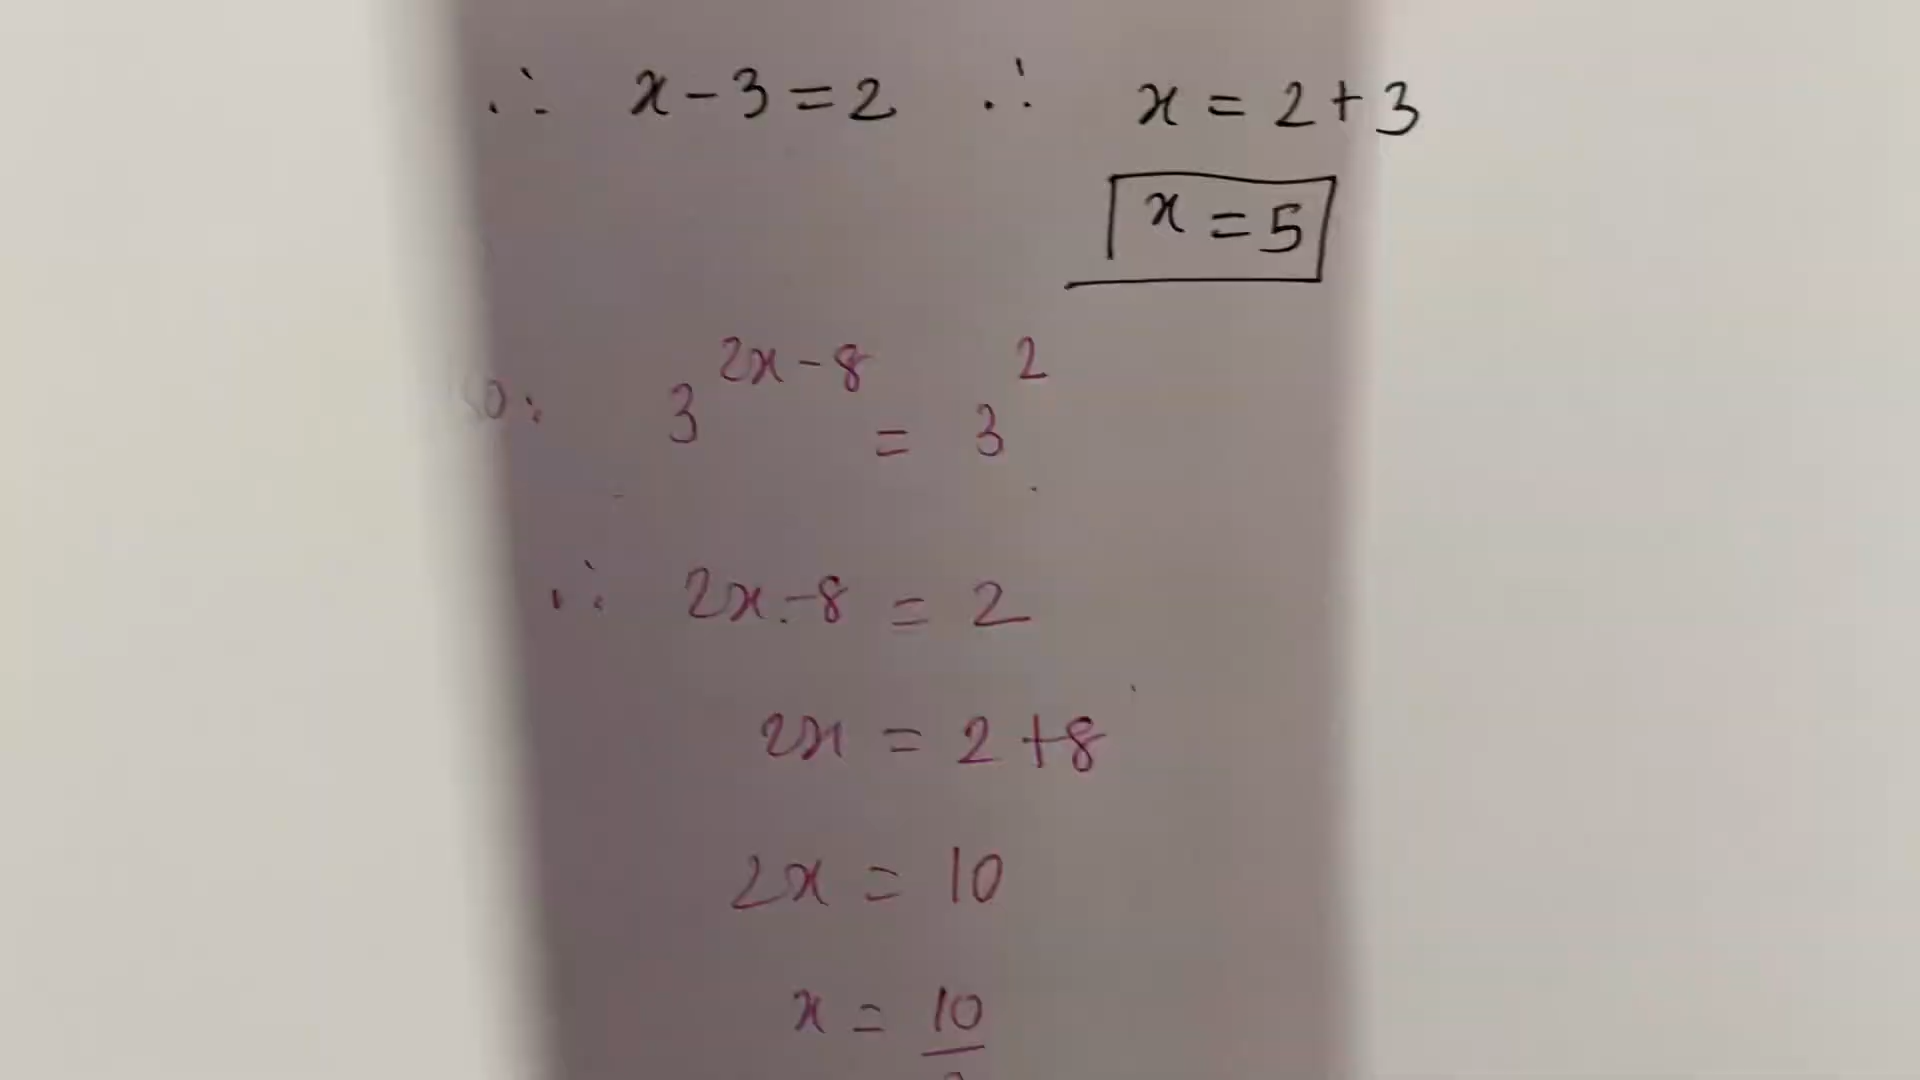 ∴ x - 3 = 2 ∴ x = 2 + 3
x = 5
3^{2x-8} = 3^2
∴ 2x - 8 = 2
2x = 2 + 8
2x = 10
x = 10